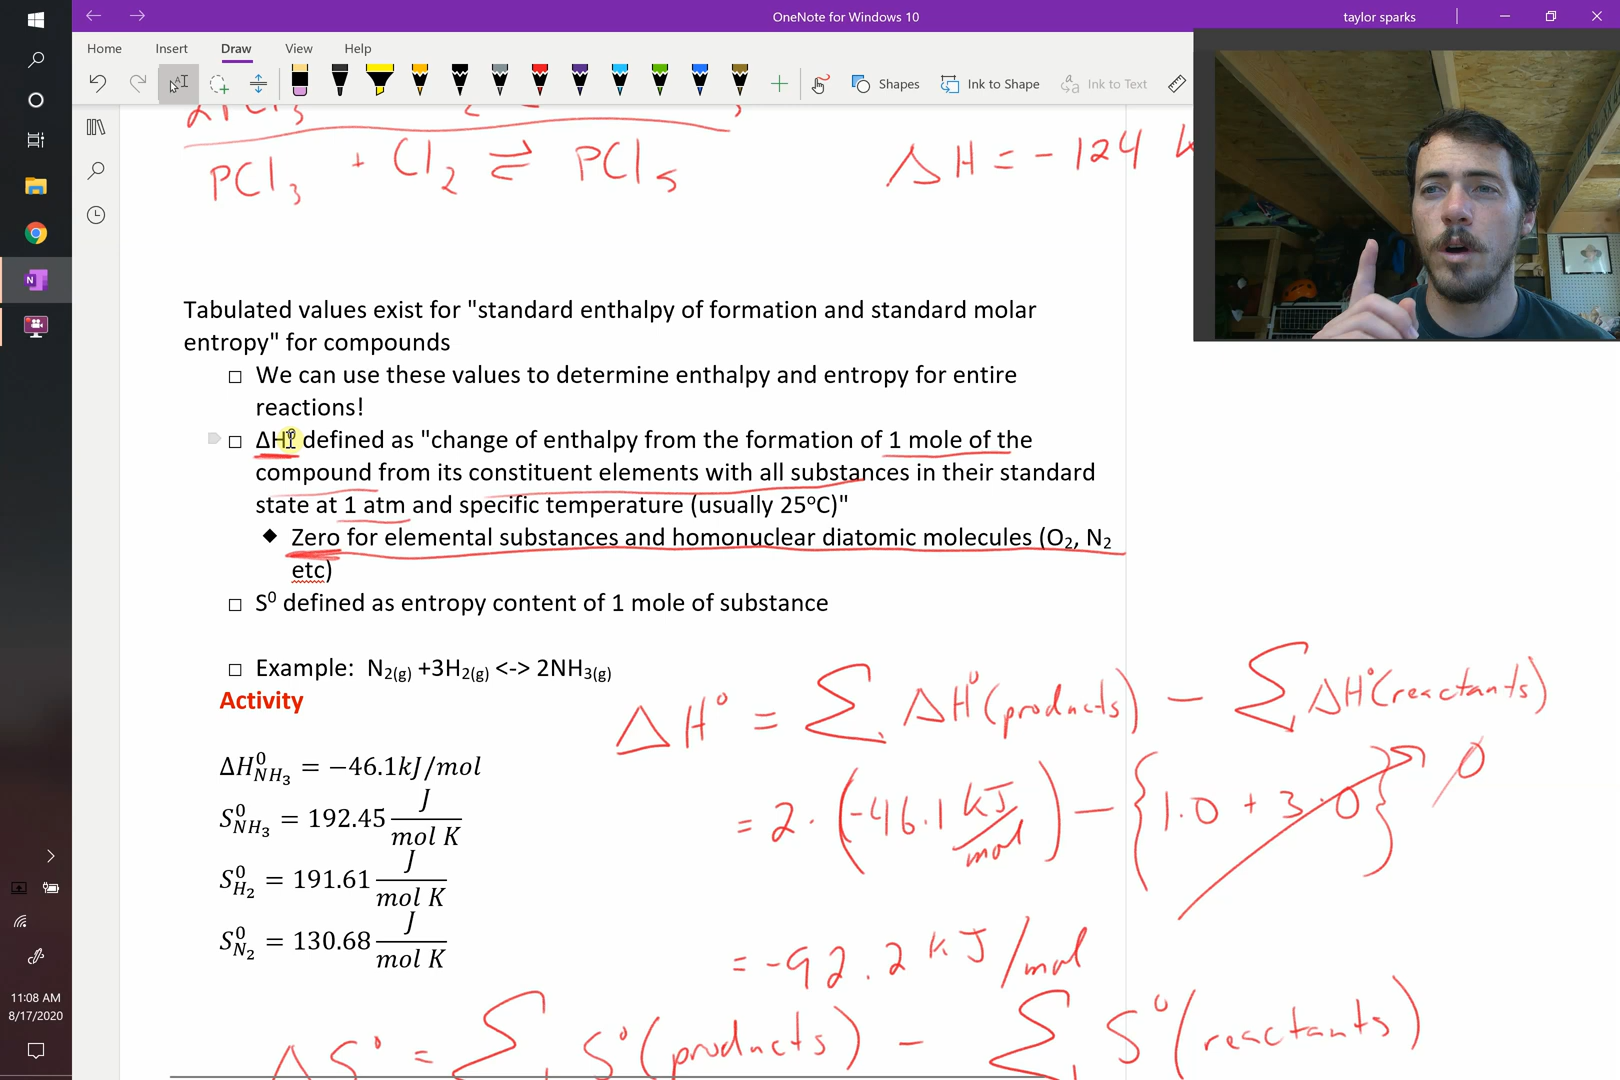 OneNote for Windows 10
taylor sparks
Home Insert Draw View Help
Shapes Ink to Shape Ink to Text
PCl₃ + Cl₂ ⇌ PCl₅
ΔH = -124 k
Tabulated values exist for "standard enthalpy of formation and standard molar
entropy" for compounds
We can use these values to determine enthalpy and entropy for entire
reactions!
ΔH⁰ defined as "change of enthalpy from the formation of 1 mole of the
compound from its constituent elements with all substances in their standard
state at 1 atm and specific temperature (usually 25°C)"
Zero for elemental substances and homonuclear diatomic molecules (O₂, N₂
etc)
S⁰ defined as entropy content of 1 mole of substance
Example: N₂(g) +3H₂(g) <-> 2NH₃(g)
Activity
ΔH⁰ = Σ ΔH⁰(products) - Σ ΔH⁰(reactants)
ΔH⁰NH₃ = −46.1kJ/mol
= 2 · (-46.1 kJ/mol) - {1·0 + 3·0} 0
S⁰NH₃ = 192.45 J/mol K
S⁰H₂ = 191.61 J/mol K
S⁰N₂ = 130.68 J/mol K
= -92.2 kJ/mol
ΔS⁰ = Σ S⁰(products) - Σ S⁰(reactants)
11:08 AM
8/17/2020